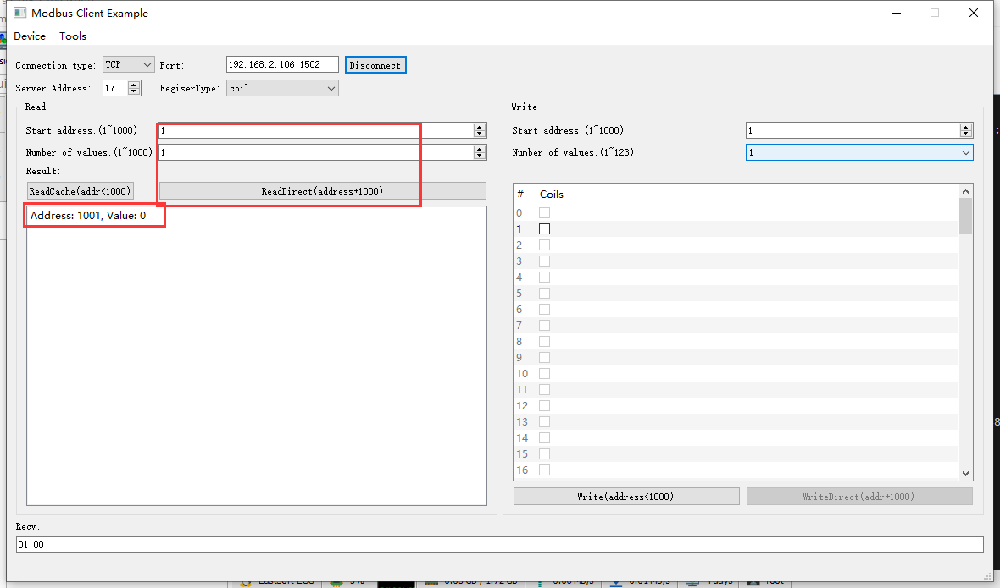 Modbus Client Example
Device Tools
Connection type: TCP Port: 192.168.2.106:1502 Disconnect
Server Address: 17 RegiserType: coil
Read
Start address:(1~1000) 1
Number of values:(1~1000) 1
Result:
ReadCache(addr<1000) ReadDirect(address+1000)
Address: 1001, Value: 0
Write
Start address:(1~1000) 1
Number of values:(1~123) 1
# Coils
0
1
2
3
4
5
6
7
8
9
10
11
12
13
14
15
16
Write(address<1000) WriteDirect(addr+1000)
Recv:
01 00